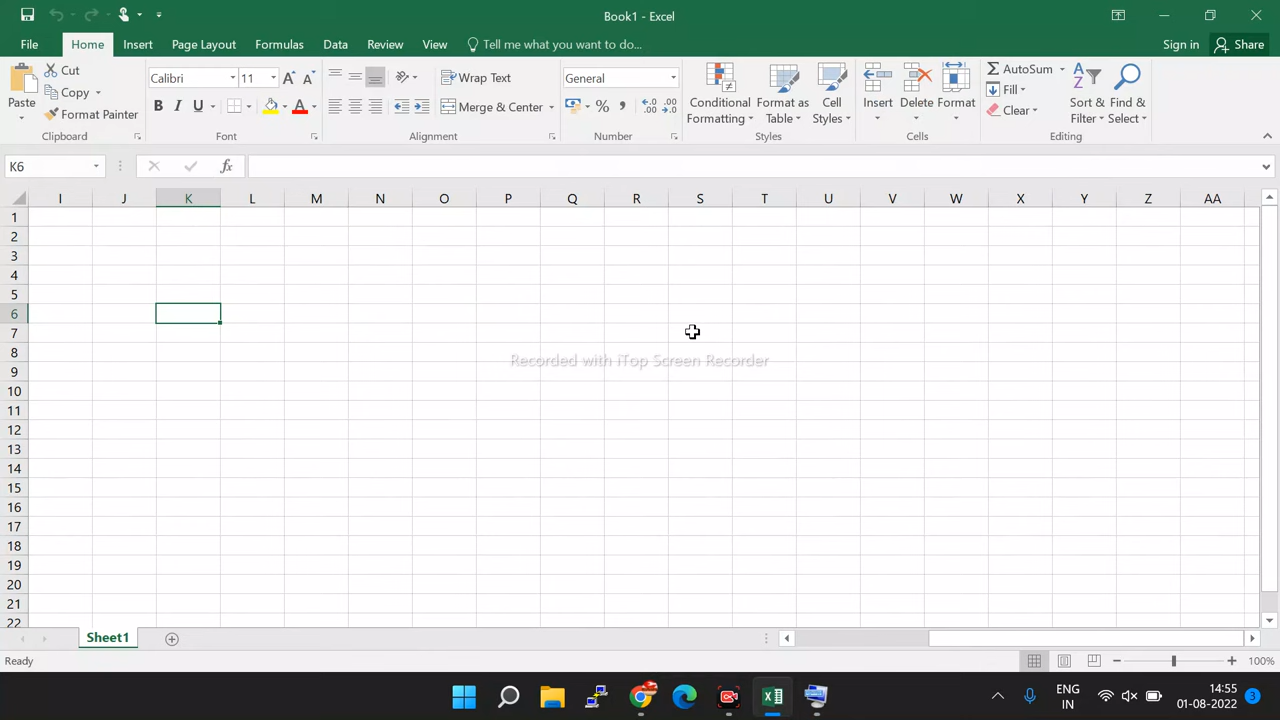 Book1 - Excel
File Home Insert Page Layout Formulas Data Review View Tell me what you want to do... Sign in Share
Paste
Cut
Copy
Format Painter
Clipboard
Calibri 11
B I U A
Font
Wrap Text
Merge & Center
Alignment
General
%
Number
Conditional Formatting
Format as Table
Cell Styles
Styles
Insert Delete Format
Cells
AutoSum
Fill
Clear
Sort & Filter
Find & Select
Editing
K6 fx
I J K L M N O P Q R S T U V W X Y Z AA
1
2
3
4
5
6
7
8
9
10
11
12
13
14
15
16
17
18
19
20
21
22
Recorded with iTop Screen Recorder
Sheet1
Ready 100%
ENG
IN
14:55
01-08-2022
3